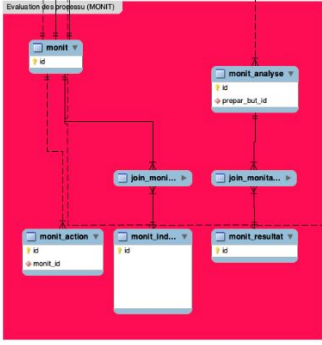 Evaluation des processu (MONIT)
monit
id
monit_analyse
id
prepar_but_id
join_moni...
join_monita...
monit_action
id
monit_id
monit_ind...
id
monit_resultat
id